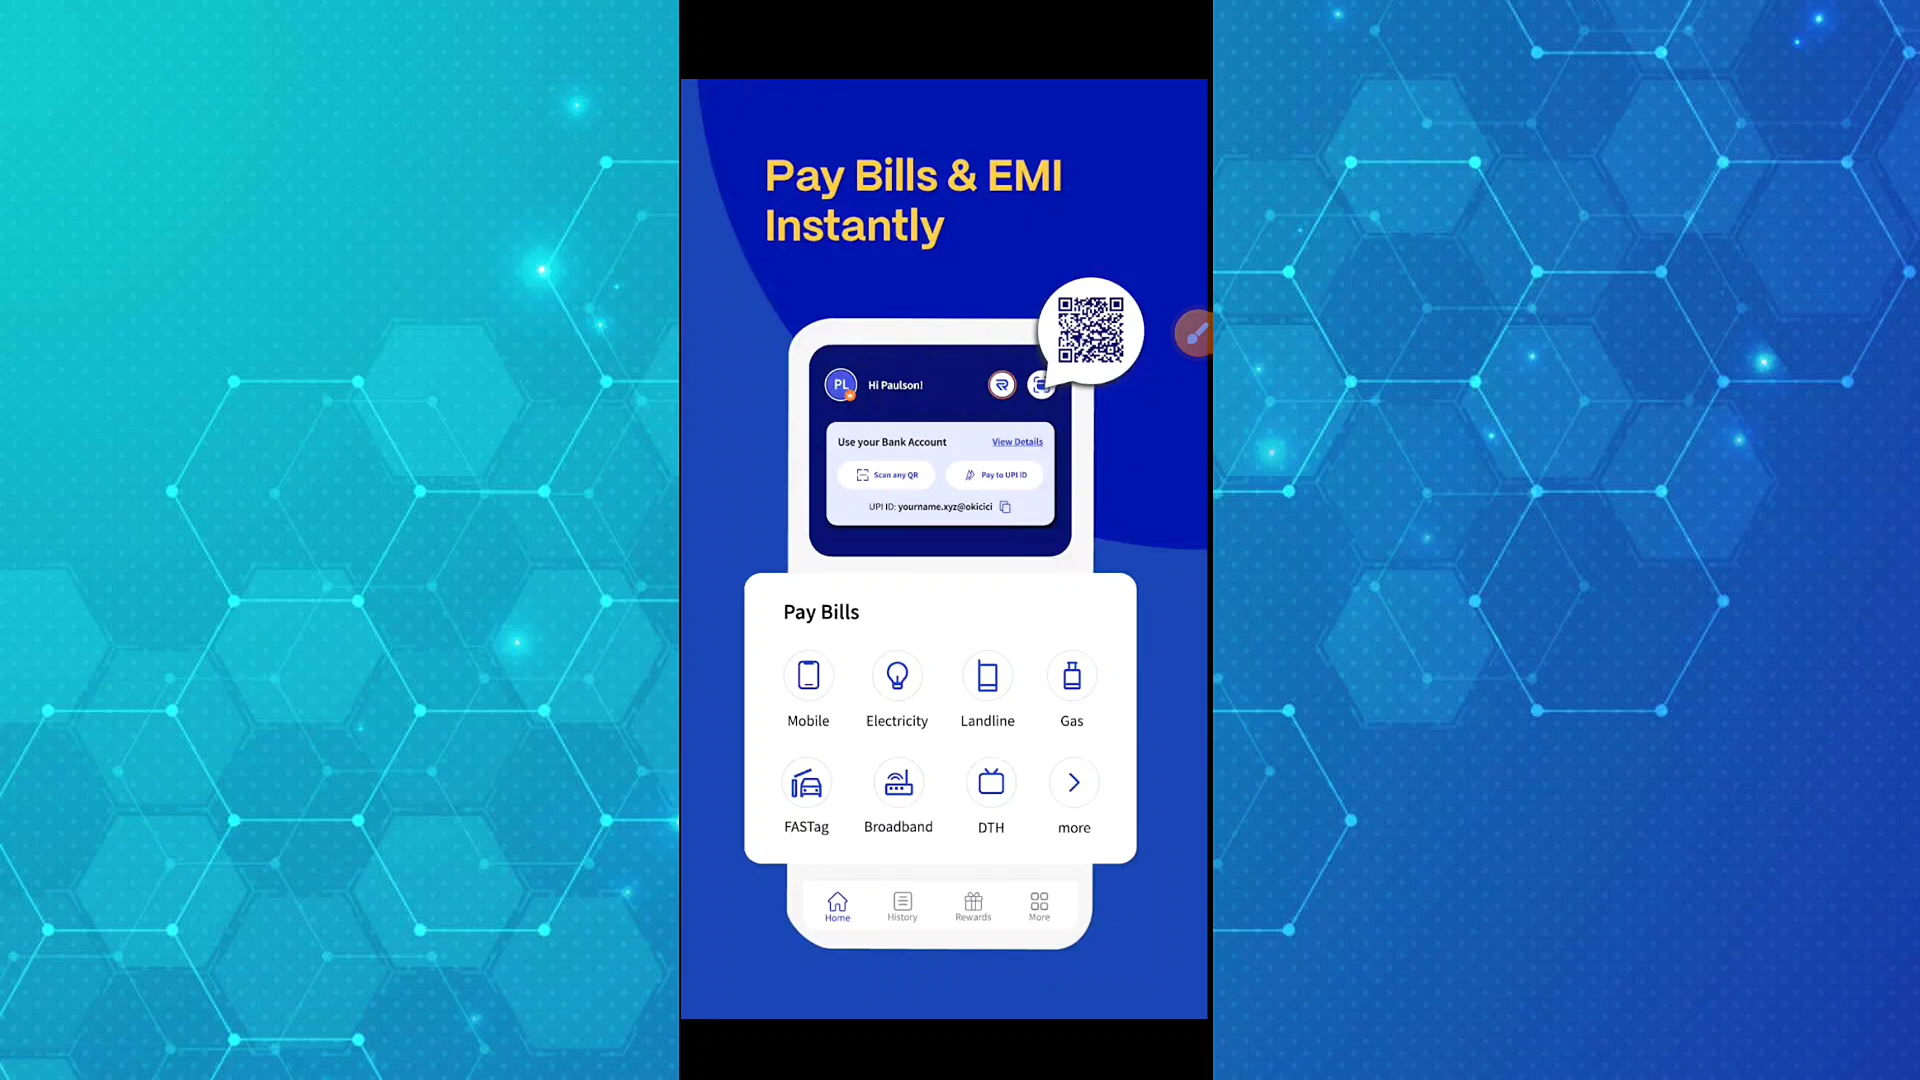 Pay Bills & EMI
Instantly
PL
Hi Paulson!
Use your Bank Account
View Details
Scan any QR
Pay to UPI ID
UPI ID: yourname.xyz@okicici
Pay Bills
Mobile
Electricity
Landline
Gas
FASTag
Broadband
DTH
more
Home
History
Rewards
More